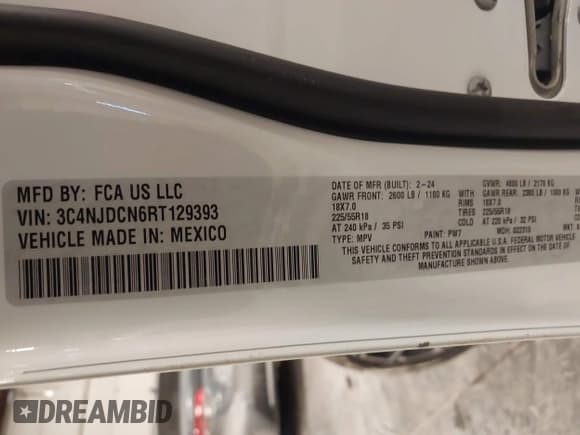 MFD BY: FCA US LLC
VIN: 3C4NJDCN6RT129393
VEHICLE MADE IN: MEXICO
DATE OF MFR (BUILT): 2-24
GAWR FRONT: 2600 LB / 1180 KG
18X7.0
225/55R18
AT 240 kPa / 35 PSI
TYPE: MPV
PAINT: PW7
GVWR: 4800 LB / 2170 KG
GAWR REAR: LB / KG
RIMS 18X7.0
TIRES 225/55R18
COLD AT 220 kPa / 32 PSI
MDH: 022310
THIS VEHICLE CONFORMS TO ALL APPLICABLE U.S.A. FEDERAL MOTOR VEHICLE
SAFETY AND THEFT PREVENTION STANDARDS IN EFFECT ON THE DATE OF
MANUFACTURE SHOWN ABOVE.
DREAMBID